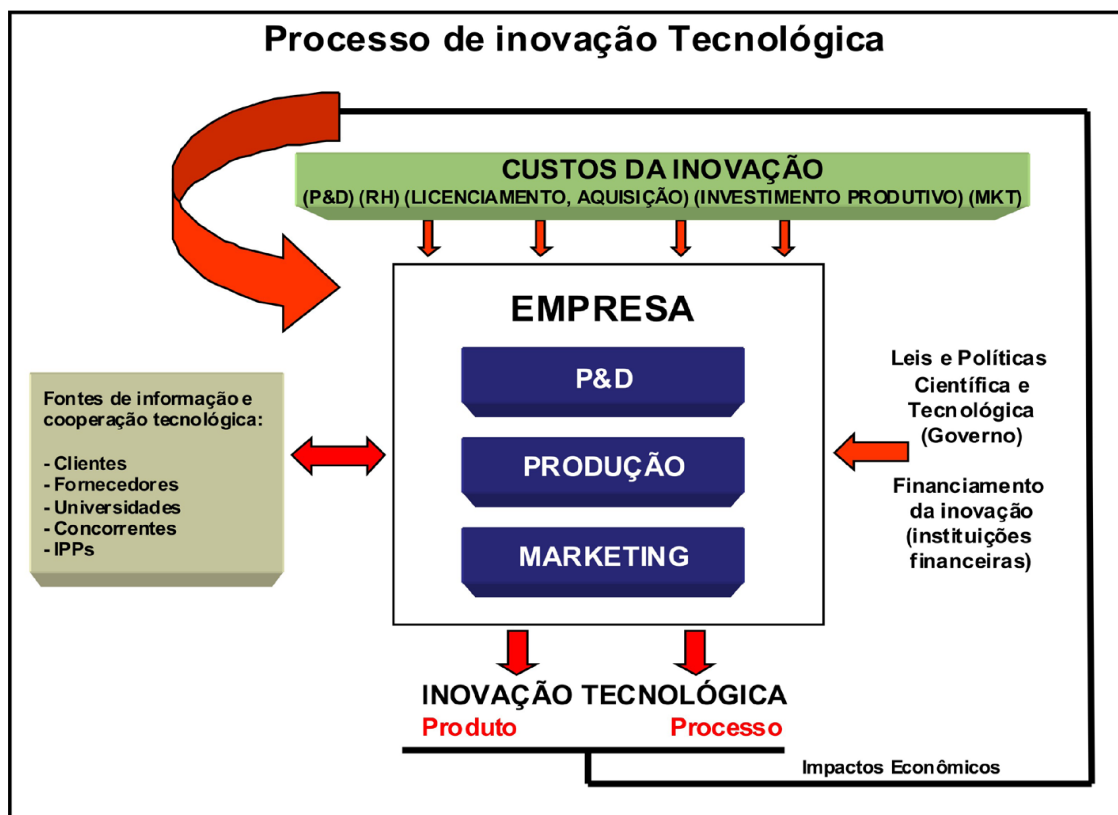 Processo de inovação Tecnológica
CUSTOS DA INOVAÇÃO
(P&D) (RH) (LICENCIAMENTO, AQUISIÇÃO) (INVESTIMENTO PRODUTIVO) (MKT)
EMPRESA
P&D
PRODUÇÃO
MARKETING
Fontes de informação e
cooperação tecnológica:
- Clientes
- Fornecedores
- Universidades
- Concorrentes
- IPPs
Leis e Políticas
Científica e
Tecnológica
(Governo)
Financiamento
da inovação
(instituições
financeiras)
INOVAÇÃO TECNOLÓGICA
Produto Processo
Impactos Econômicos